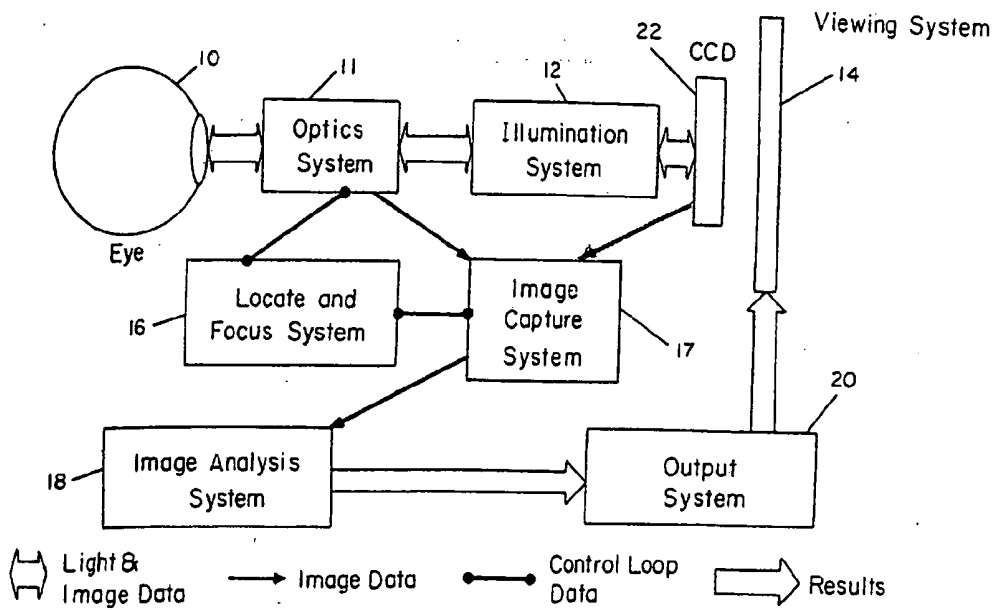 Viewing System
CCD
22
14
10
11
12
Optics
System
Illumination
System
Eye
Locate and
Focus System
16
Image
Capture
System
17
20
Image Analysis
System
18
Output
System
Light &
Image Data
Image Data
Control Loop
Data
Results